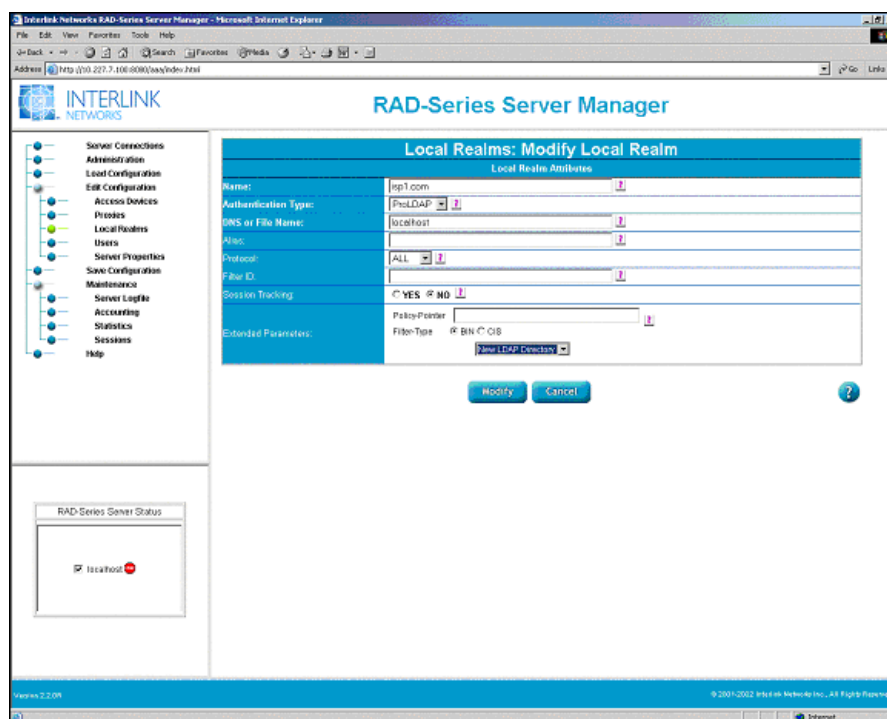 Interlink Networks RAD-Series Server Manager - Microsoft Internet Explorer
File Edit View Favorites Tools Help
Back Search Favorites Media
Address http://10.227.7.100:8080/aaa/index.html Go Links
INTERLINK
NETWORKS
RAD-Series Server Manager
Server Connections
Administration
Load Configuration
Edit Configuration
Access Devices
Proxies
Local Realms
Users
Server Properties
Save Configuration
Maintenance
Server Logfile
Accounting
Statistics
Sessions
Help
Local Realms: Modify Local Realm
Local Realm Attributes
Name: isp1.com ?
Authentication Type: ProLDAP ?
DNS or File Name: localhost ?
Alias: ?
Protocol: ALL ?
Filter ID: ?
Session Tracking: YES NO ?
Extended Parameters:
Policy-Pointer ?
Filter-Type BIN CIS
New LDAP Directory
Modify Cancel ?
RAD-Series Server Status
localhost
© 2001-2002 Interlink Networks Inc., All Rights
Internet